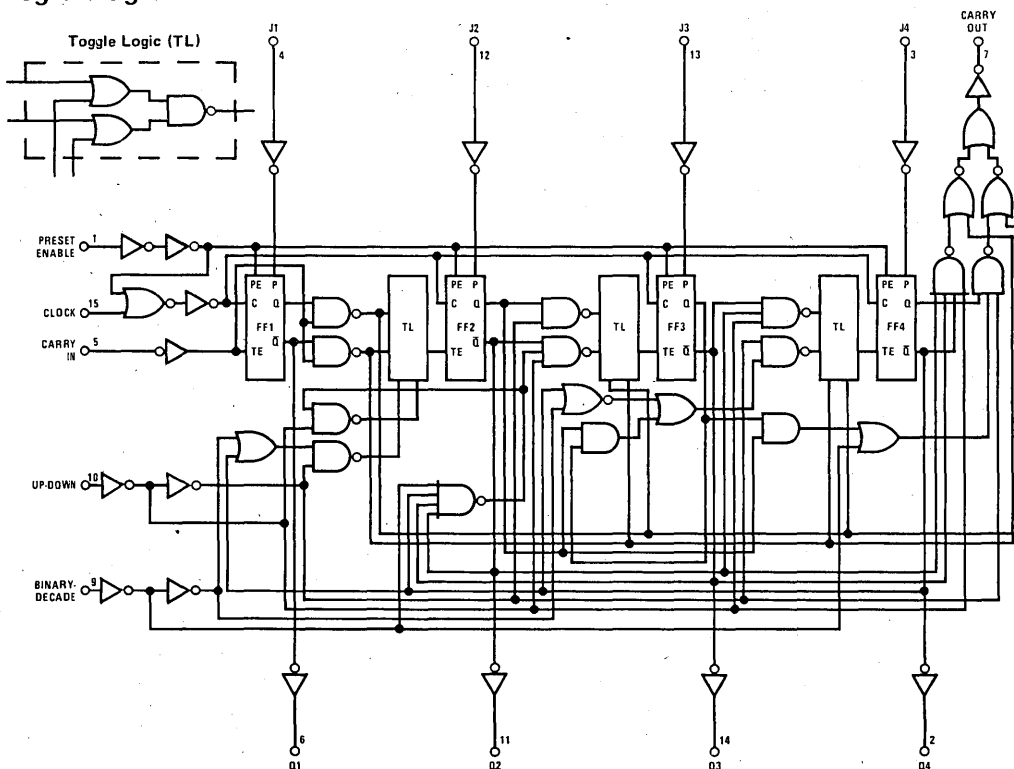 Toggle Logic (TL)
J1
4
J2
12
J3
13
J4
3
CARRY
OUT
7
PRESET
ENABLE
1
CLOCK
15
CARRY
IN
5
PE P
C Q
FF1
TE Q̅
TL
PE P
C Q
FF2
TE Q̅
TL
PE P
C Q
FF3
TE Q̅
TL
PE P
C Q
FF4
TE Q̅
UP-DOWN
10
BINARY-
DECADE
9
6
Q1
11
Q2
14
Q3
2
Q4